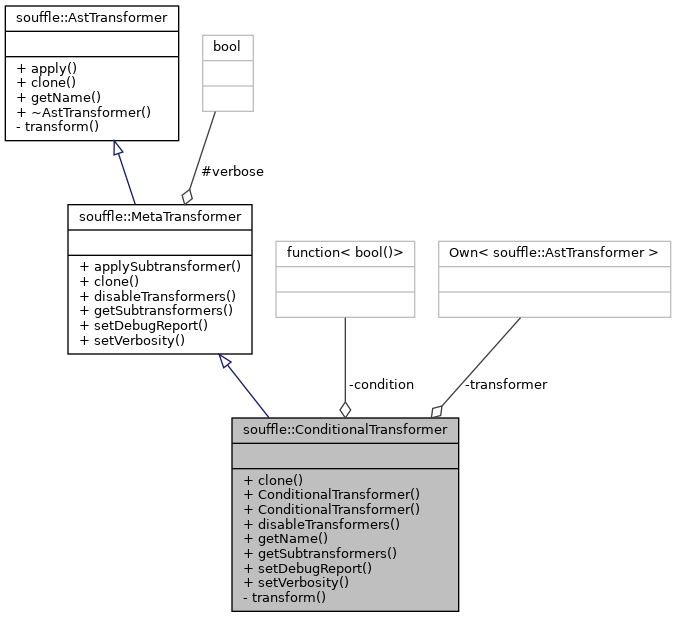 souffle::AstTransformer
+ apply()
+ clone()
+ getName()
+ ~AstTransformer()
- transform()
bool
#verbose
souffle::MetaTransformer
+ applySubtransformer()
+ clone()
+ disableTransformers()
+ getSubtransformers()
+ setDebugReport()
+ setVerbosity()
function< bool()>
Own< souffle::AstTransformer >
-condition
-transformer
souffle::ConditionalTransformer
+ clone()
+ ConditionalTransformer()
+ ConditionalTransformer()
+ disableTransformers()
+ getName()
+ getSubtransformers()
+ setDebugReport()
+ setVerbosity()
- transform()